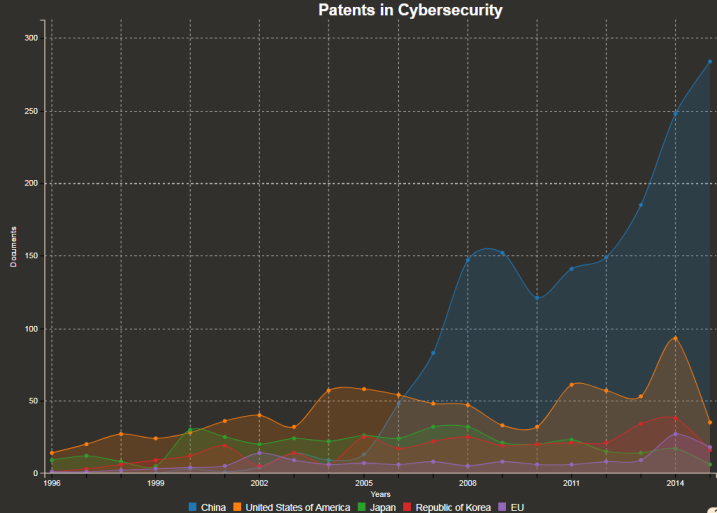 Patents in Cybersecurity
300
250
200
150
100
50
0
Documents
1996
1999
2002
2005
2008
2011
2014
Years
China
United States of America
Japan
Republic of Korea
EU